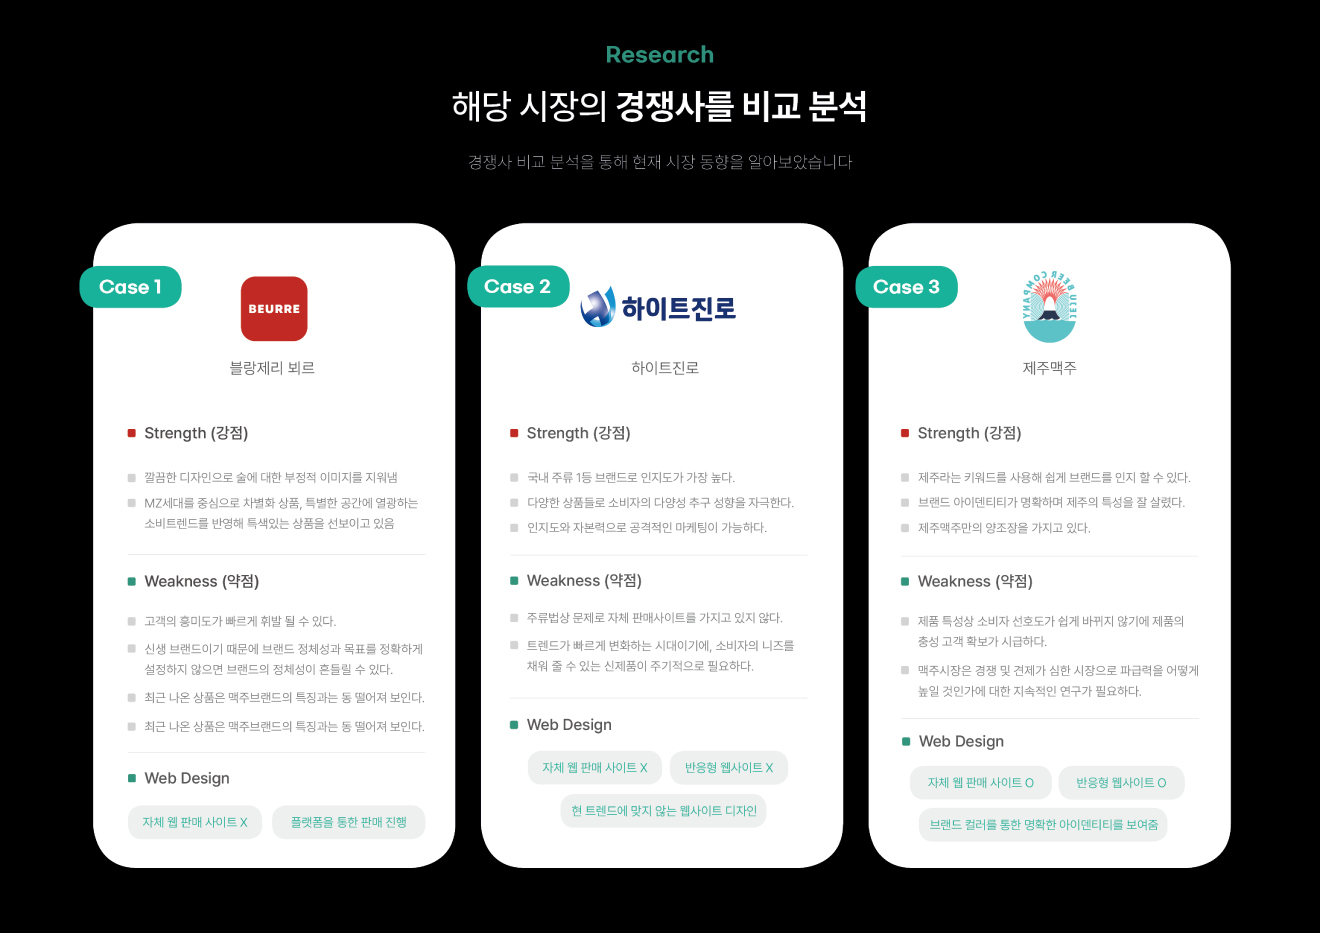 Research
해당 시장의 경쟁사를 비교 분석
경쟁사 비교 분석을 통해 현재 시장 동향을 알아보았습니다
Case 1
BEURRE
블랑제리 뵈르
Strength (강점)
깔끔한 디자인으로 술에 대한 부정적 이미지를 지워냄
MZ세대를 중심으로 차별화 상품, 특별한 공간에 열광하는
소비트렌드를 반영해 특색있는 상품을 선보이고 있음
Weakness (약점)
고객의 흥미도가 빠르게 휘발 될 수 있다.
신생 브랜드이기 때문에 브랜드 정체성과 목표를 정확하게
설정하지 않으면 브랜드의 정체성이 흔들릴 수 있다.
최근 나온 상품은 맥주브랜드의 특징과는 동 떨어져 보인다.
최근 나온 상품은 맥주브랜드의 특징과는 동 떨어져 보인다.
Web Design
자체 웹 판매 사이트 X
플랫폼을 통한 판매 진행
Case 2
하이트진로
하이트진로
Strength (강점)
국내 주류 1등 브랜드로 인지도가 가장 높다.
다양한 상품들로 소비자의 다양성 추구 성향을 자극한다.
인지도와 자본력으로 공격적인 마케팅이 가능하다.
Weakness (약점)
주류법상 문제로 자체 판매사이트를 가지고 있지 않다.
트렌드가 빠르게 변화하는 시대이기에, 소비자의 니즈를
채워 줄 수 있는 신제품이 주기적으로 필요하다.
Web Design
자체 웹 판매 사이트 X
반응형 웹사이트 X
현 트렌드에 맞지 않는 웹사이트 디자인
Case 3
JEJU BEER COMPANY
제주맥주
Strength (강점)
제주라는 키워드를 사용해 쉽게 브랜드를 인지 할 수 있다.
브랜드 아이덴티티가 명확하며 제주의 특성을 잘 살렸다.
제주맥주만의 양조장을 가지고 있다.
Weakness (약점)
제품 특성상 소비자 선호도가 쉽게 바뀌지 않기에 제품의
충성 고객 확보가 시급하다.
맥주시장은 경쟁 및 견제가 심한 시장으로 파급력을 어떻게
높일 것인가에 대한 지속적인 연구가 필요하다.
Web Design
자체 웹 판매 사이트 O
반응형 웹사이트 O
브랜드 컬러를 통한 명확한 아이덴티티를 보여줌